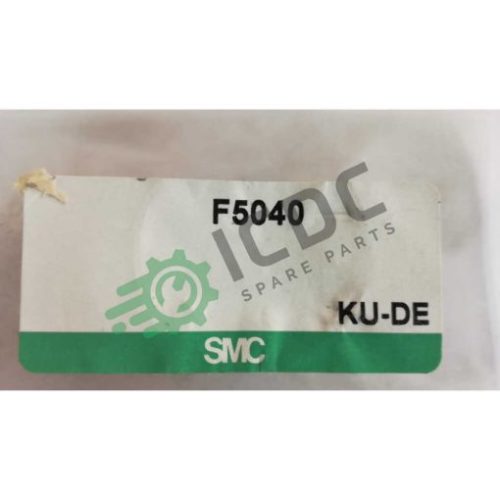 F5040
ICDC
SPARE PARTS
KU-DE
SMC